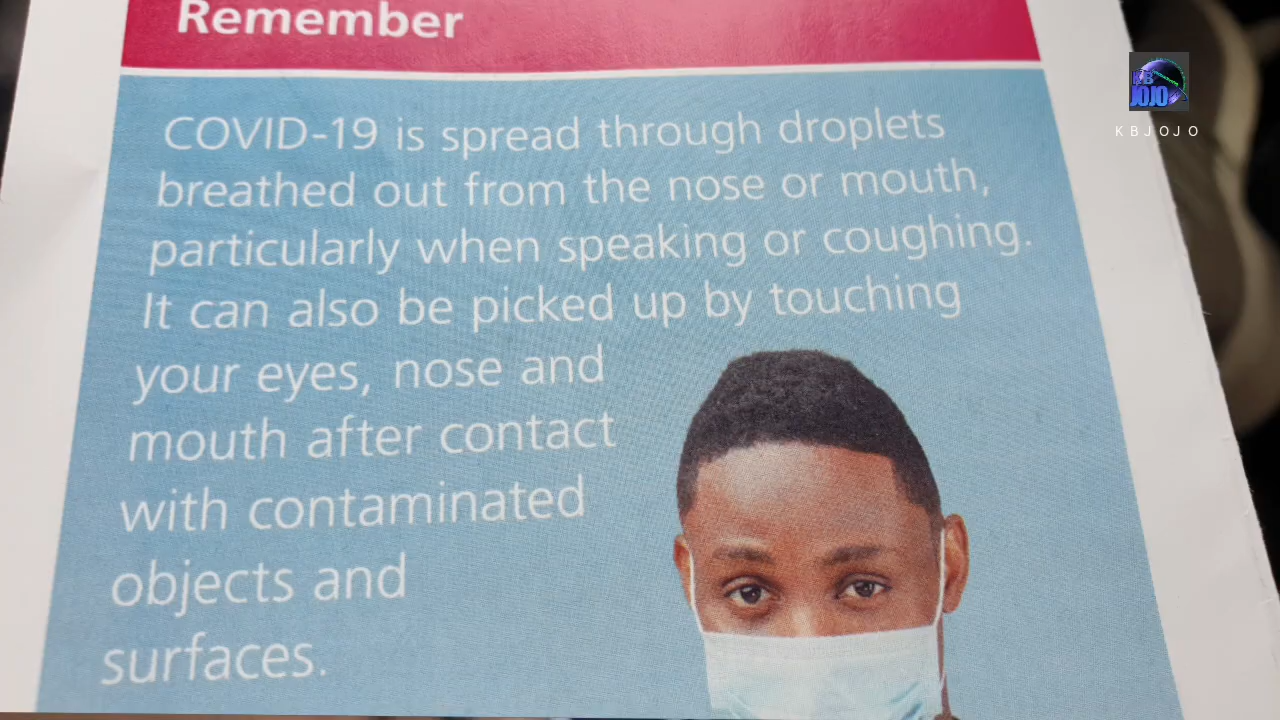 Remember
COVID-19 is spread through droplets
breathed out from the nose or mouth,
particularly when speaking or coughing.
It can also be picked up by touching
your eyes, nose and
mouth after contact
with contaminated
objects and
surfaces.
KB
JOJO
KBJOJO